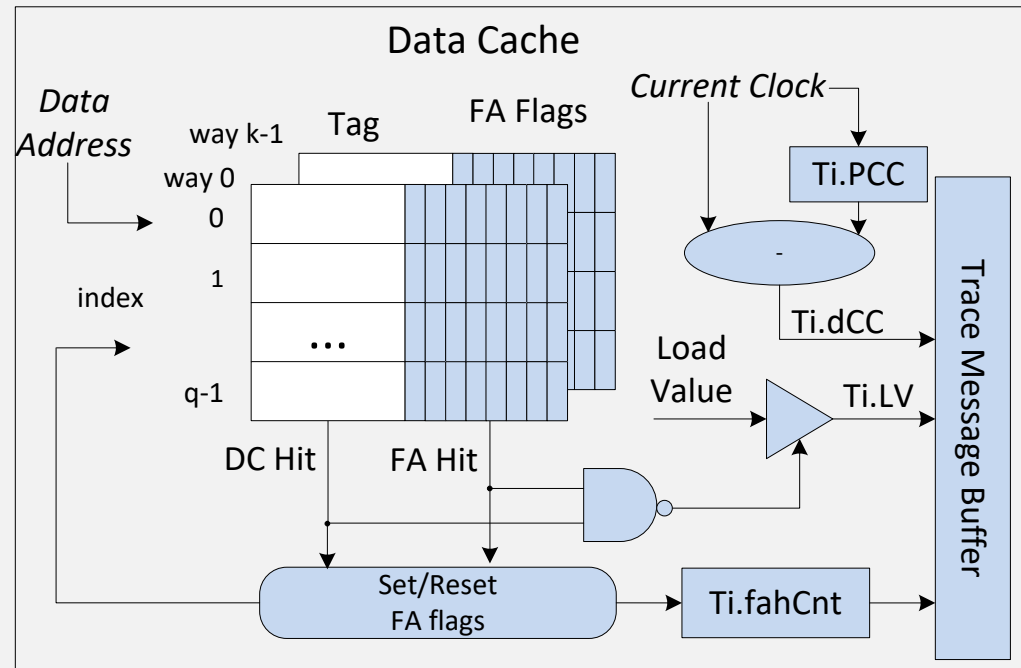 Data Cache
Data
Address
Current Clock
Tag
FA Flags
way k-1
way 0
0
1
index
...
q-1
Ti.PCC
-
Ti.dCC
Load
Value
Ti.LV
Trace Message Buffer
DC Hit
FA Hit
Set/Reset
FA flags
Ti.fahCnt